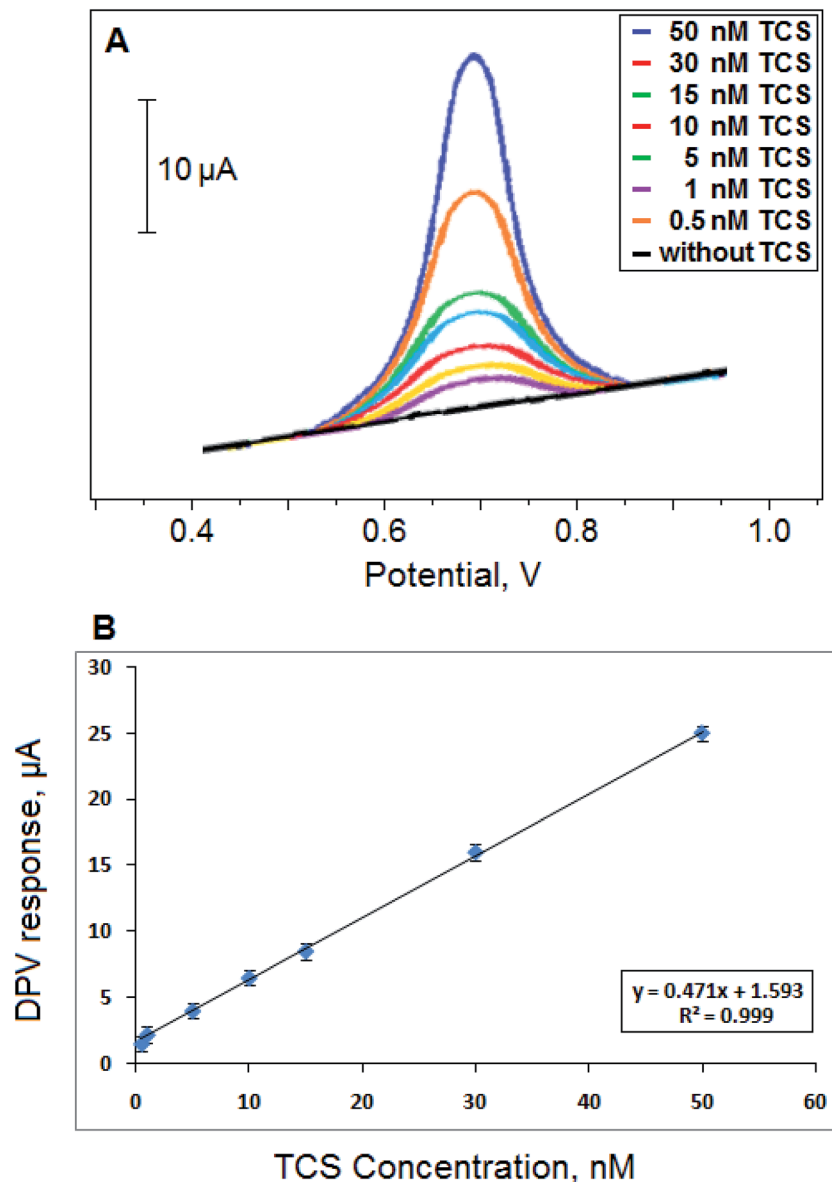 A
50 nM TCS
30 nM TCS
15 nM TCS
10 nM TCS
5 nM TCS
1 nM TCS
0.5 nM TCS
without TCS
10 µA
0.4 0.6 0.8 1.0
Potential, V
B
30
25
20
15
10
5
0
DPV response, µA
y = 0.471x + 1.593
R² = 0.999
0 10 20 30 40 50 60
TCS Concentration, nM